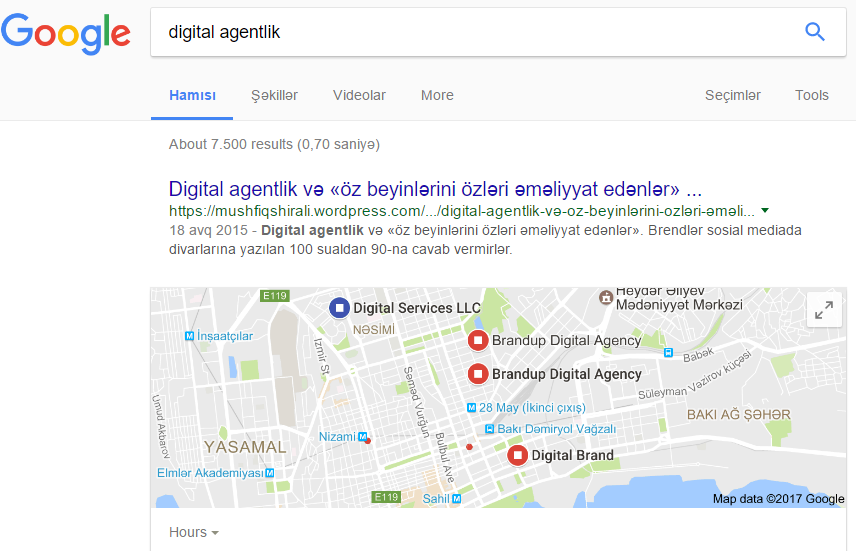 Google
digital agentlik
Hamısı Şəkillər Videolar More Seçimlər Tools
About 7.500 results (0,70 saniyə)
Digital agentlik və «öz beyinlərini özləri əməliyyat edənlər» ...
https://mushfiqshirali.wordpress.com/.../digital-agentlik-və-oz-beyinlərini-ozləri-əməli...
18 avq 2015 - Digital agentlik və «öz beyinlərini özləri əməliyyat edənlər». Brendlər sosial mediada
divarlarına yazılan 100 sualdan 90-na cavab vermirlər.
E119
Heydər Əliyev
Mədəniyyət Mərkəzi
Digital Services LLC
NƏSİMİ
İnşaatçılar
Izmir St
Brandup Digital Agency
Babək
Süleyman Vəzirov küçəsi
Brandup Digital Agency
Səməd Vurğun
Umud Akbarov
28 May (İkinci çıxış)
BAKI AĞ ŞƏHƏR
Bakı Dəmiryol Vağzalı
Nizami
Bulbul Ave
YASAMAL
Digital Brand
Elmlər Akademiyası
E119
Sahil
Map data ©2017 Google
Hours